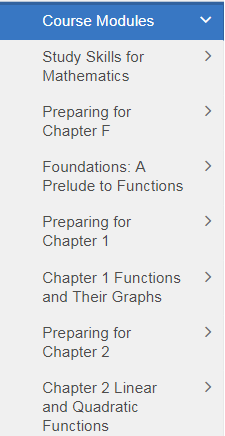 Course Modules
Study Skills for
Mathematics
Preparing for
Chapter F
Foundations: A
Prelude to Functions
Preparing for
Chapter 1
Chapter 1 Functions
and Their Graphs
Preparing for
Chapter 2
Chapter 2 Linear
and Quadratic
Functions